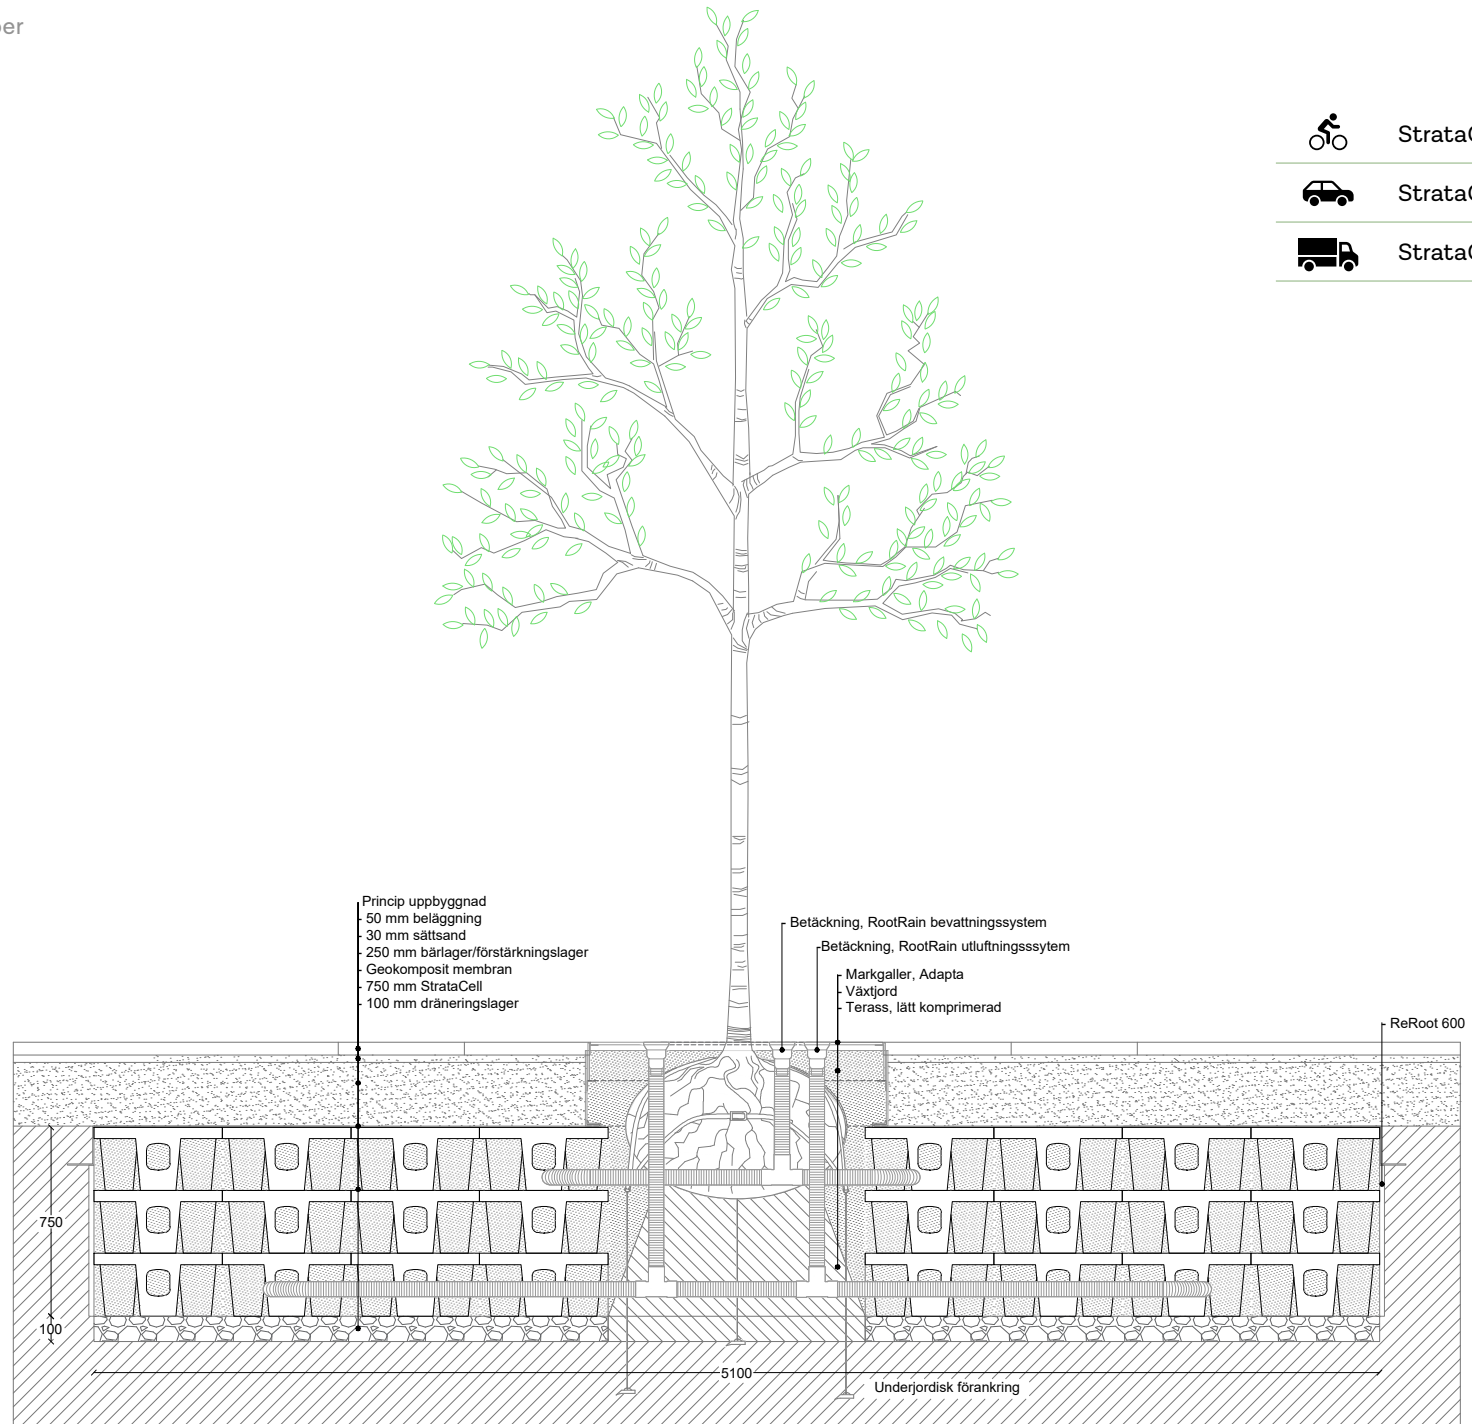 StrataC
StrataC
StrataC
Princip uppbyggnad
50 mm beläggning
30 mm sättsand
250 mm bärlager/förstärkningslager
Geokomposit membran
750 mm StrataCell
100 mm dräneringslager
Betäckning, RootRain bevattningssystem
Betäckning, RootRain utluftningsssytem
Markgaller, Adapta
Växtjord
Terass, lätt komprimerad
ReRoot 600
750
100
5100
Underjordisk förankring